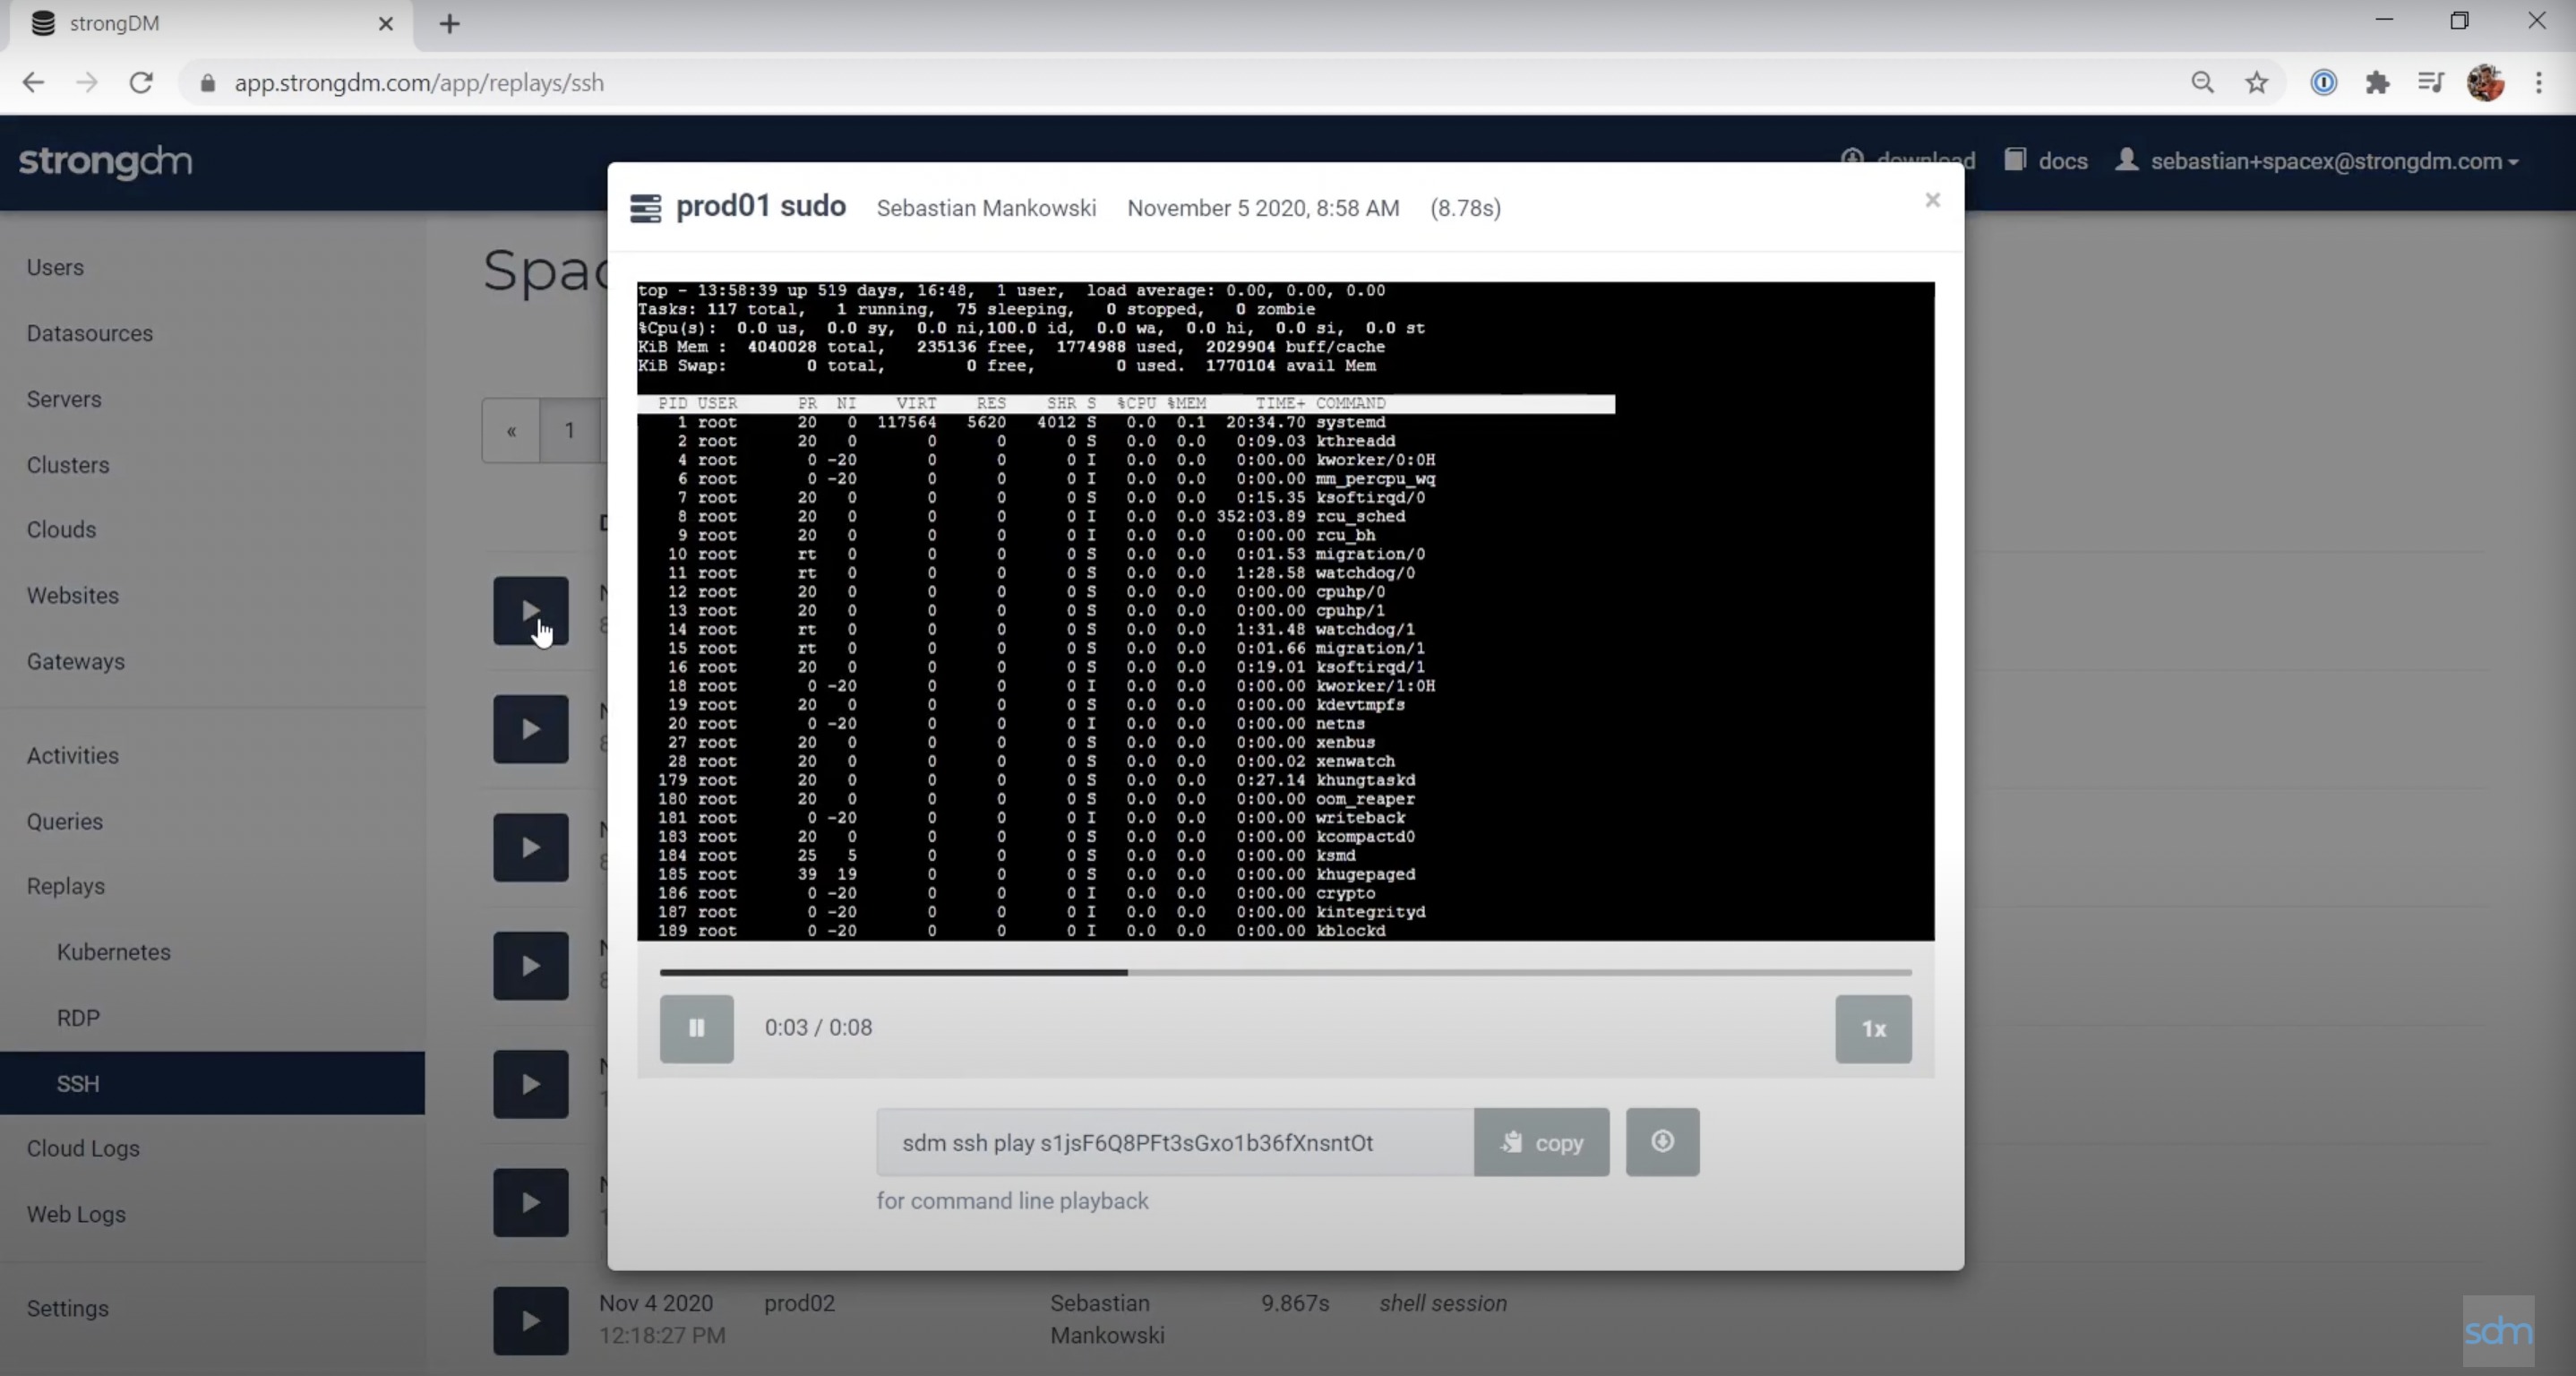 strongDM
app.strongdm.com/app/replays/ssh
strongdm
download
docs
sebastian+spacex@strongdm.com
Users
Datasources
Servers
Clusters
Clouds
Websites
Gateways
Activities
Queries
Replays
Kubernetes
RDP
SSH
Cloud Logs
Web Logs
Settings
«
1
prod01 sudo Sebastian Mankowski November 5 2020, 8:58 AM (8.78s)
×
top - 13:58:39 up 519 days, 16:48, 1 user, load average: 0.00, 0.00, 0.00
Tasks: 117 total, 1 running, 75 sleeping, 0 stopped, 0 zombie
%Cpu(s): 0.0 us, 0.0 sy, 0.0 ni,100.0 id, 0.0 wa, 0.0 hi, 0.0 si, 0.0 st
KiB Mem : 4040028 total, 235136 free, 1774988 used, 2029904 buff/cache
KiB Swap: 0 total, 0 free, 0 used. 1770104 avail Mem
PID USER PR NI VIRT RES SHR S %CPU %MEM TIME+ COMMAND
1 root 20 0 117564 5620 4012 S 0.0 0.1 20:34.70 systemd
2 root 20 0 0 0 0 S 0.0 0.0 0:09.03 kthreadd
4 root 0 -20 0 0 0 I 0.0 0.0 0:00.00 kworker/0:0H
6 root 0 -20 0 0 0 I 0.0 0.0 0:00.00 mm_percpu_wq
7 root 20 0 0 0 0 S 0.0 0.0 0:15.35 ksoftirqd/0
8 root 20 0 0 0 0 I 0.0 0.0 352:03.89 rcu_sched
9 root 20 0 0 0 0 I 0.0 0.0 0:00.00 rcu_bh
10 root rt 0 0 0 0 S 0.0 0.0 0:01.53 migration/0
11 root rt 0 0 0 0 S 0.0 0.0 1:28.58 watchdog/0
12 root 20 0 0 0 0 S 0.0 0.0 0:00.00 cpuhp/0
13 root 20 0 0 0 0 S 0.0 0.0 0:00.00 cpuhp/1
14 root rt 0 0 0 0 S 0.0 0.0 1:31.48 watchdog/1
15 root rt 0 0 0 0 S 0.0 0.0 0:01.66 migration/1
16 root 20 0 0 0 0 S 0.0 0.0 0:19.01 ksoftirqd/1
18 root 0 -20 0 0 0 I 0.0 0.0 0:00.00 kworker/1:0H
19 root 20 0 0 0 0 S 0.0 0.0 0:00.00 kdevtmpfs
20 root 0 -20 0 0 0 I 0.0 0.0 0:00.00 netns
27 root 20 0 0 0 0 S 0.0 0.0 0:00.00 xenbus
28 root 20 0 0 0 0 S 0.0 0.0 0:00.02 xenwatch
179 root 20 0 0 0 0 S 0.0 0.0 0:27.14 khungtaskd
180 root 20 0 0 0 0 S 0.0 0.0 0:00.00 oom_reaper
181 root 0 -20 0 0 0 I 0.0 0.0 0:00.00 writeback
183 root 20 0 0 0 0 S 0.0 0.0 0:00.00 kcompactd0
184 root 25 5 0 0 0 S 0.0 0.0 0:00.00 ksmd
185 root 39 19 0 0 0 S 0.0 0.0 0:00.00 khugepaged
186 root 0 -20 0 0 0 I 0.0 0.0 0:00.00 crypto
187 root 0 -20 0 0 0 I 0.0 0.0 0:00.00 kintegrityd
189 root 0 -20 0 0 0 I 0.0 0.0 0:00.00 kblockd
0:03 / 0:08
1x
sdm ssh play s1jsF6Q8PFt3sGxo1b36fXnsntOt
copy
for command line playback
Nov 4 2020 prod02 Sebastian 9.867s shell session
12:18:27 PM Mankowski
sdm